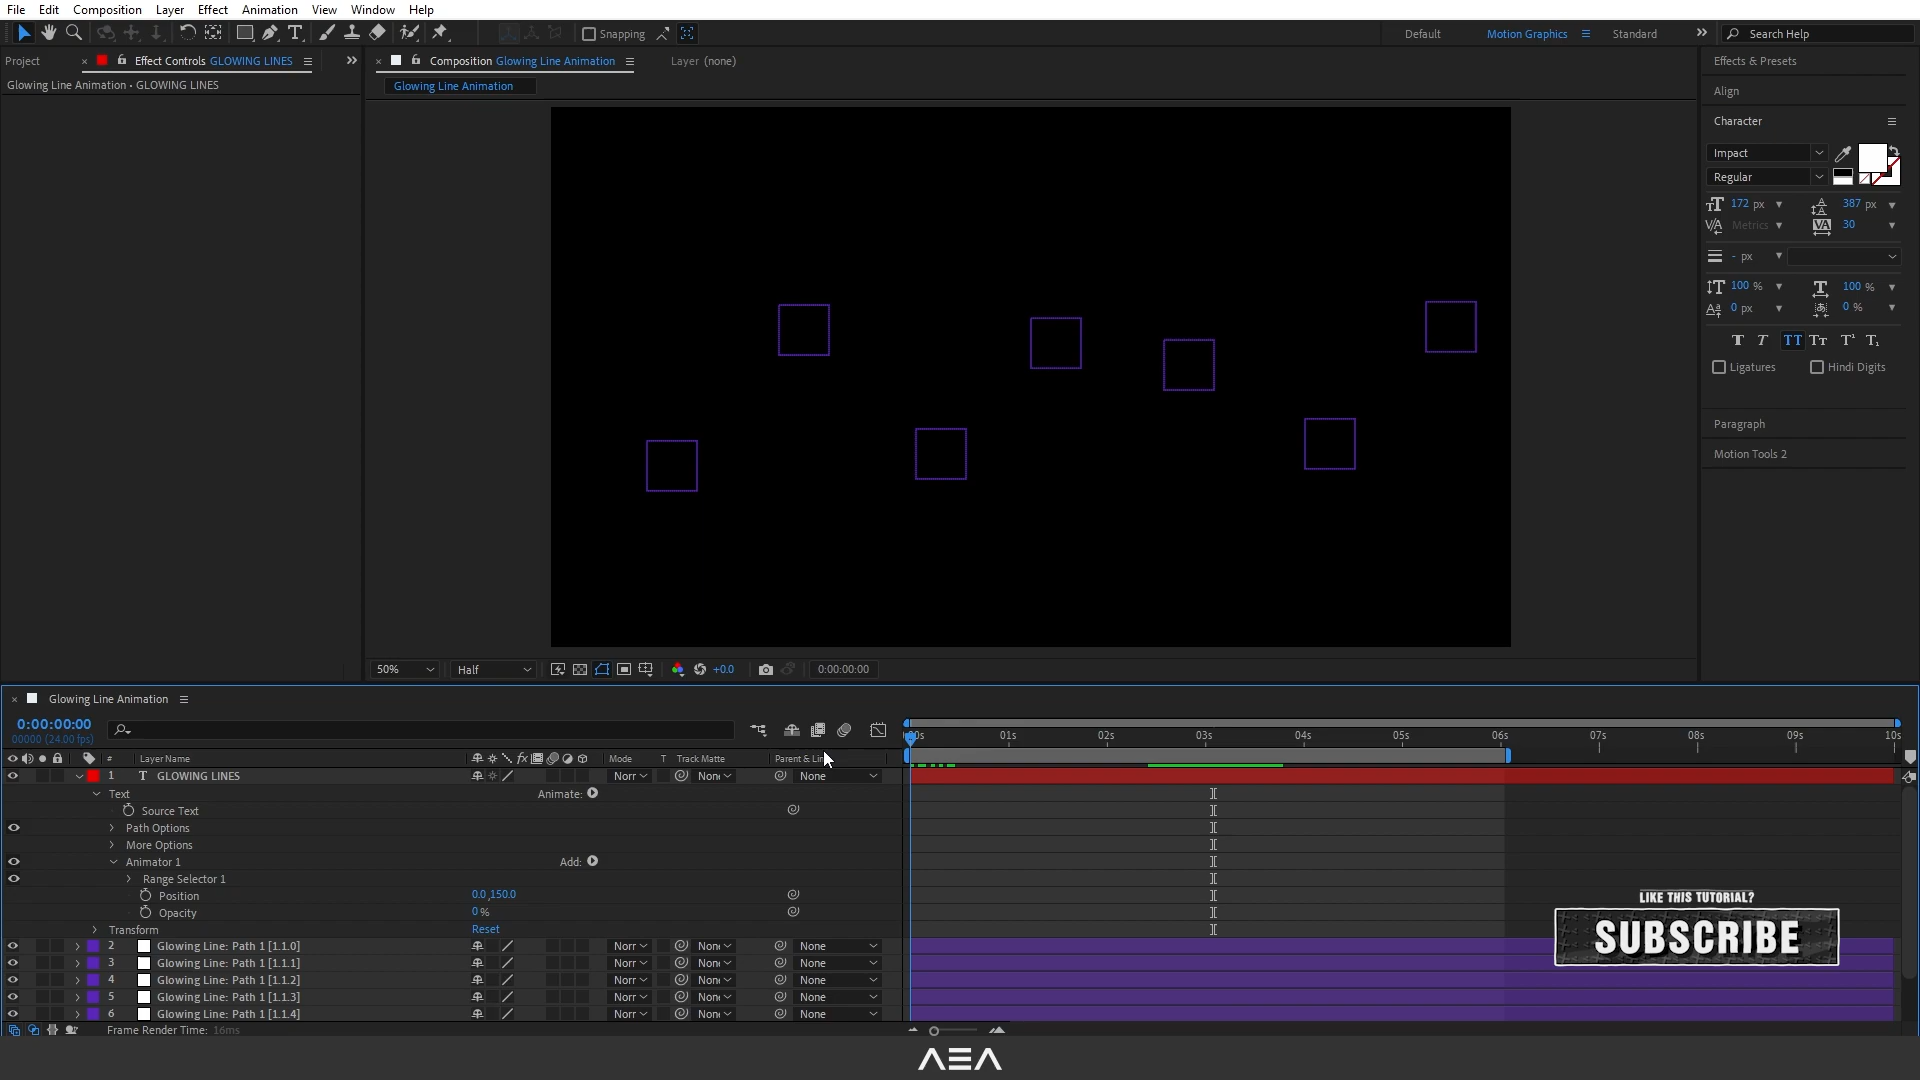 File Edit Composition Layer Effect Animation View Window Help
Snapping Default Motion Graphics Standard Search Help
Project Effect Controls GLOWING LINES Composition Glowing Line Animation Layer (none) Effects & Presets
Glowing Line Animation • GLOWING LINES Glowing Line Animation
Align
Character
Impact
Regular
172 px 387 px
Metrics 30
- px
100 % 100 %
0 px 0 %
Ligatures Hindi Digits
Paragraph
Motion Tools 2
50% Half +0.0 0:00:00:00
Glowing Line Animation
0:00:00:00
00000 (24.00 fps)
01s 02s 03s 04s 05s 06s 07s 08s 09s 10s
# Layer Name Mode T Track Matte
1 T GLOWING LINES Norr None None
Text Animate:
Source Text
Path Options
More Options
Animator 1 Add:
Range Selector 1
Position 0.0,150.0
Opacity 0 %
Transform Reset
2 Glowing Line: Path 1 [1.1.0] Norr None
3 Glowing Line: Path 1 [1.1.1] Norr None
4 Glowing Line: Path 1 [1.1.2] Norr None
5 Glowing Line: Path 1 [1.1.3] Norr None
6 Glowing Line: Path 1 [1.1.4] Norr None
Frame Render Time: 16ms
LIKE THIS TUTORIAL?
SUBSCRIBE
AEA